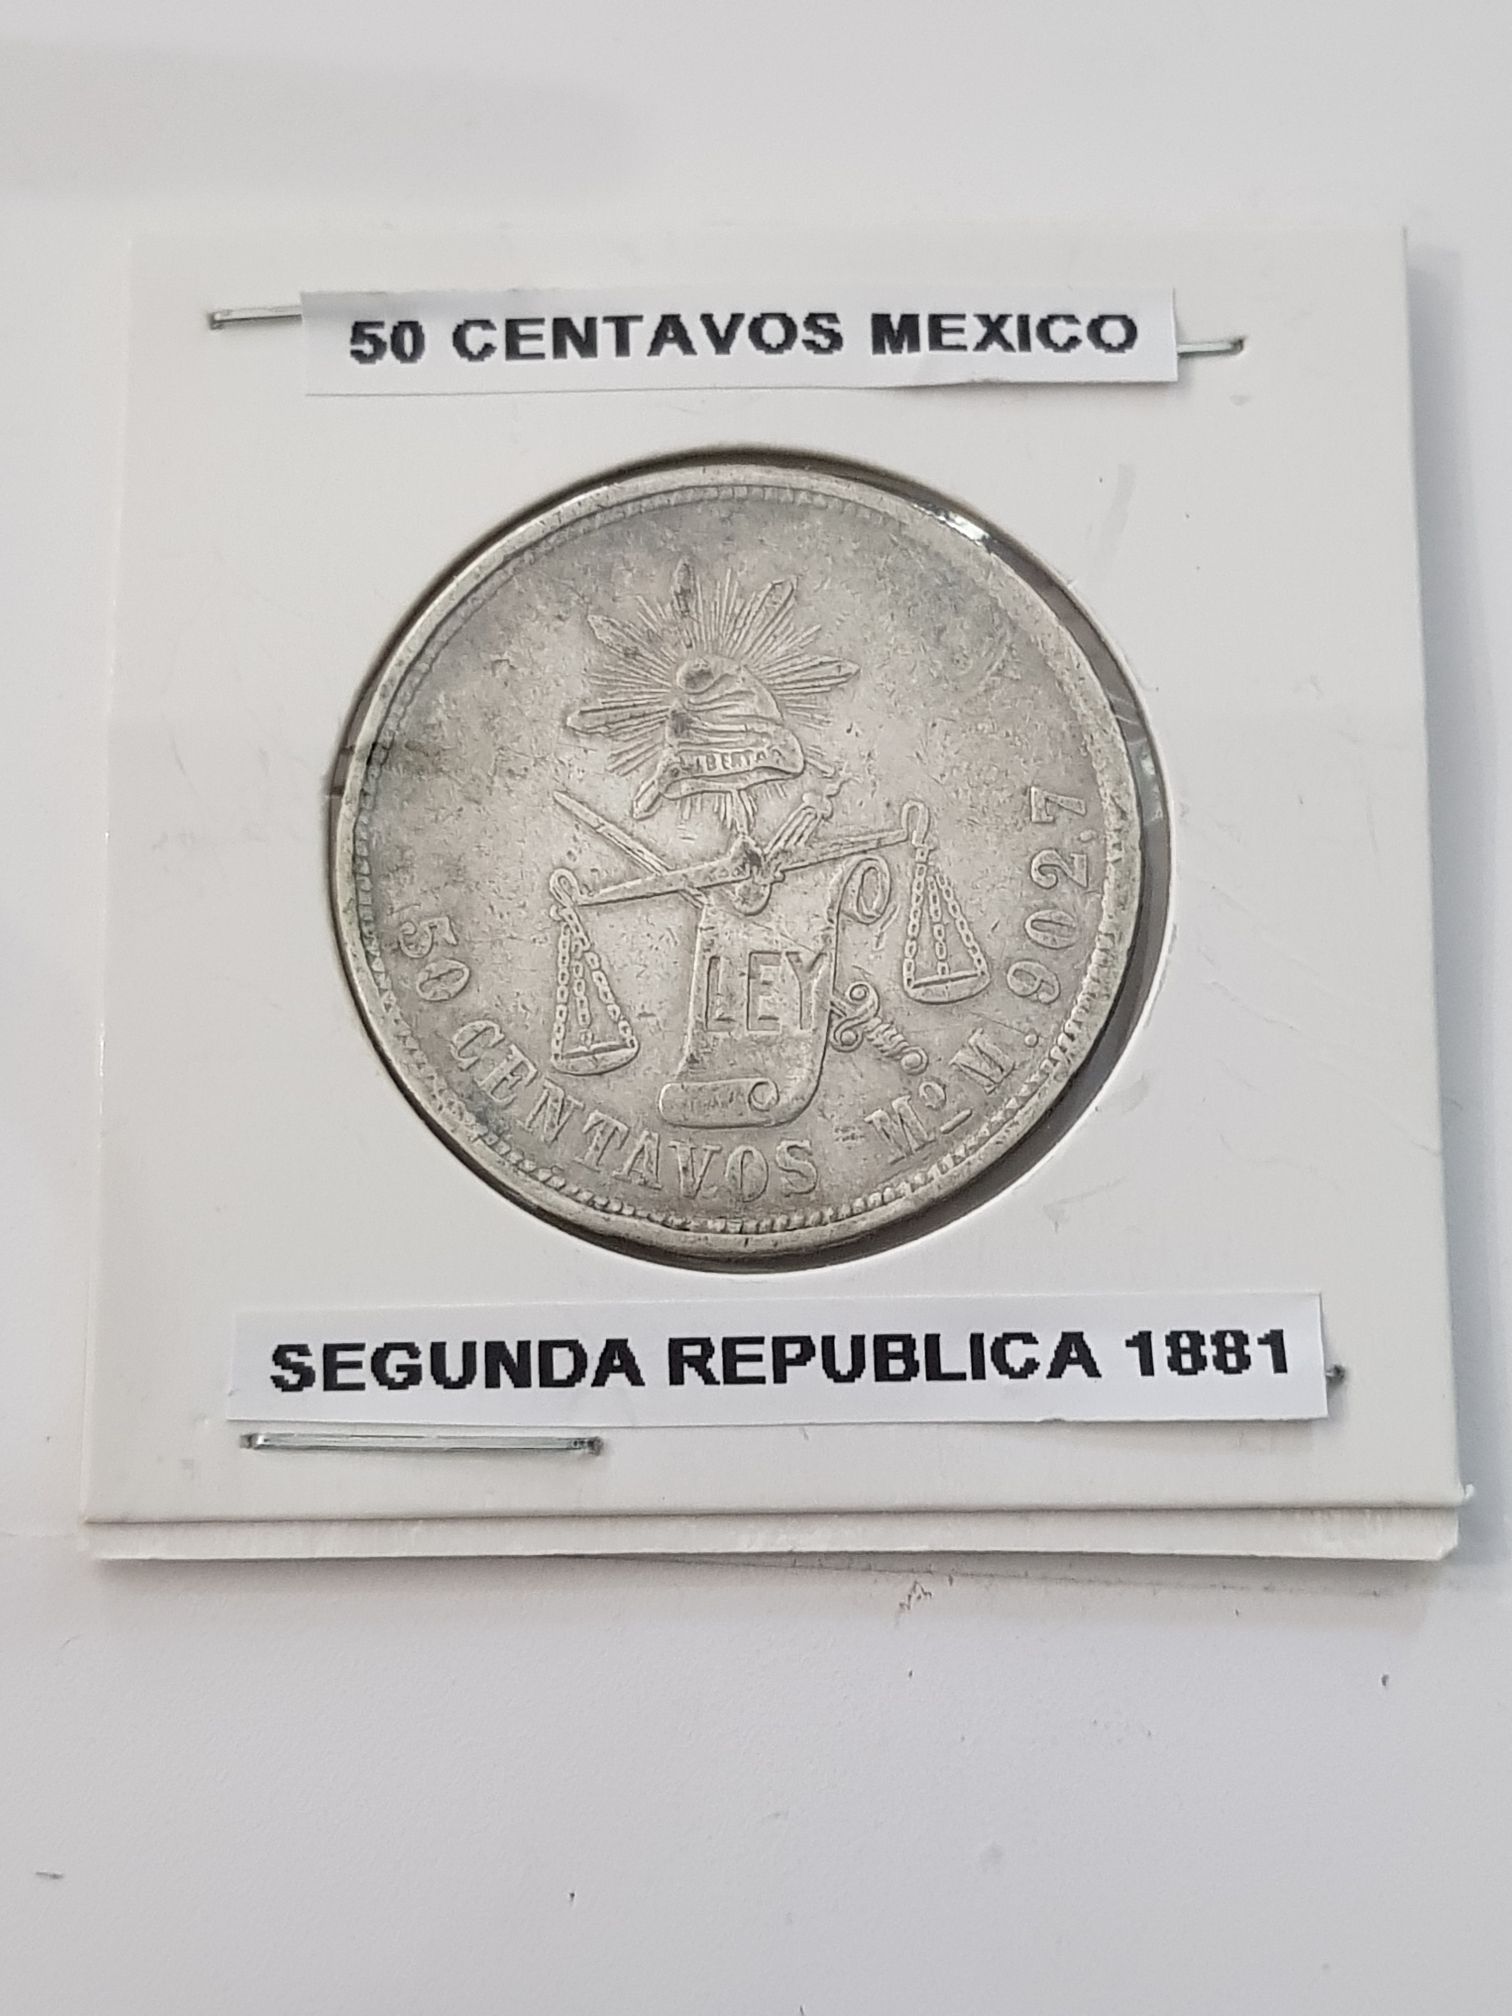 50 CENTAVOS MEXICO
LIBERTAD
LEY
50 CENTAVOS Mº M. 902,7
SEGUNDA REPUBLICA 1881